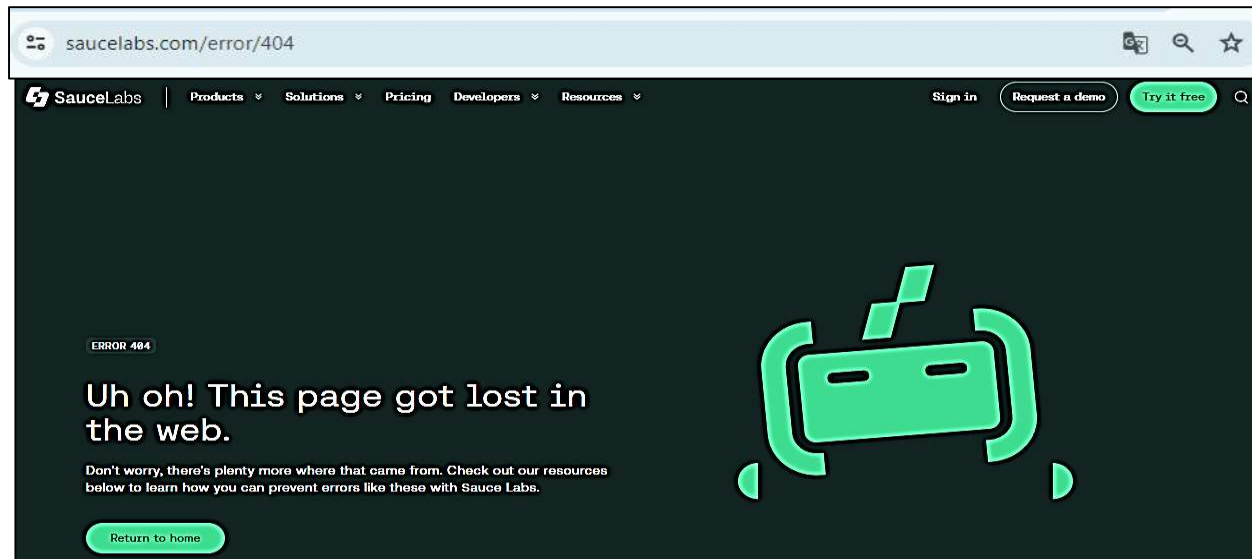 saucelabs.com/error/404
SauceLabs Products Solutions Pricing Developers Resources Sign in Request a demo Try it free
ERROR 404
Uh oh! This page got lost in
the web.
Don't worry, there's plenty more where that came from. Check out our resources
below to learn how you can prevent errors like these with Sauce Labs.
Return to home